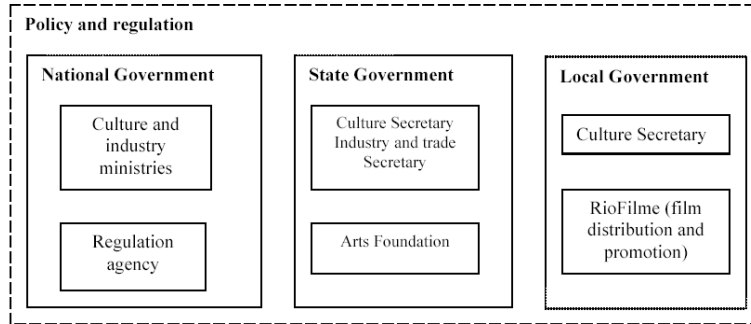 Policy and regulation
National Government
Culture and
industry
ministries
Regulation
agency
State Government
Culture Secretary
Industry and trade
Secretary
Arts Foundation
Local Government
Culture Secretary
RioFilme (film
distribution and
promotion)